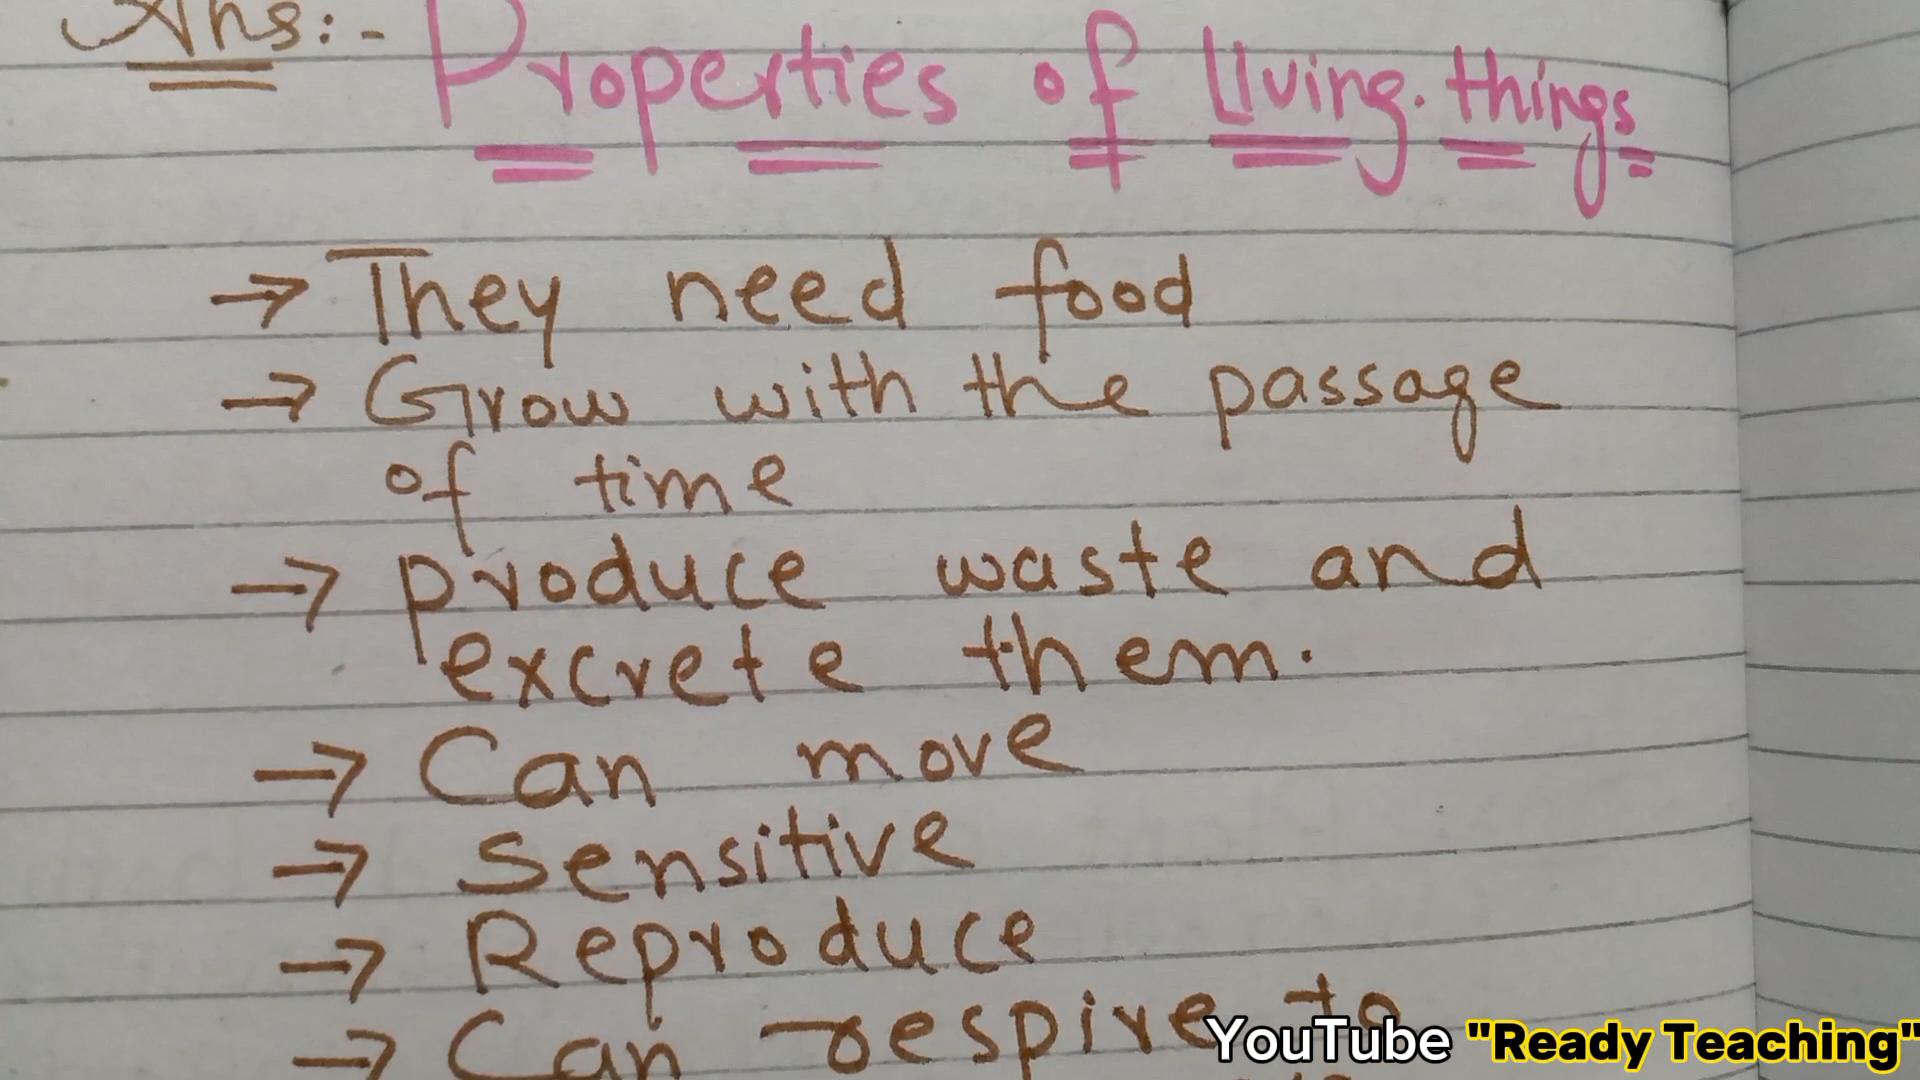 Ans:-
Properties of living things
→ They need food
→ Grow with the passage
of time
→ produce waste and
excrete them.
→ Can move
→ Sensitive
→ Reproduce
→ Can respire to
YouTube "Ready Teaching"